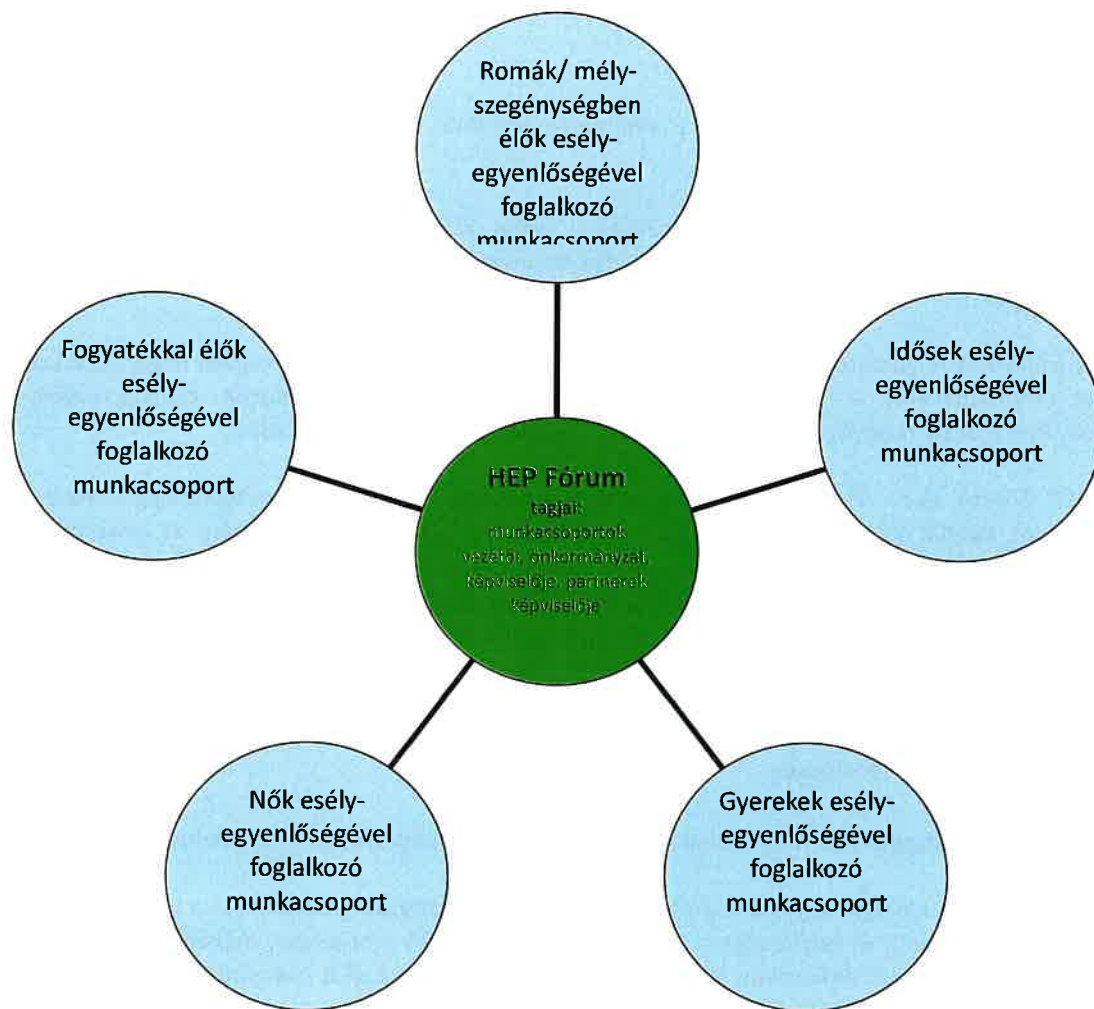 Romák/ mély-
szegénységben
élők esély-
egyenlőségével
foglalkozó
munkacsoport
Fogyatékkal élők
esély-
egyenlőségével
foglalkozó
munkacsoport
Idősek esély-
egyenlőségével
foglalkozó
munkacsoport
HEP Fórum
tagjai:
munkacsoportok
vezetői, önkormányzat,
képviselője, partnerek
képviselője
Nők esély-
egyenlőségével
foglalkozó
munkacsoport
Gyerekek esély-
egyenlőségével
foglalkozó
munkacsoport